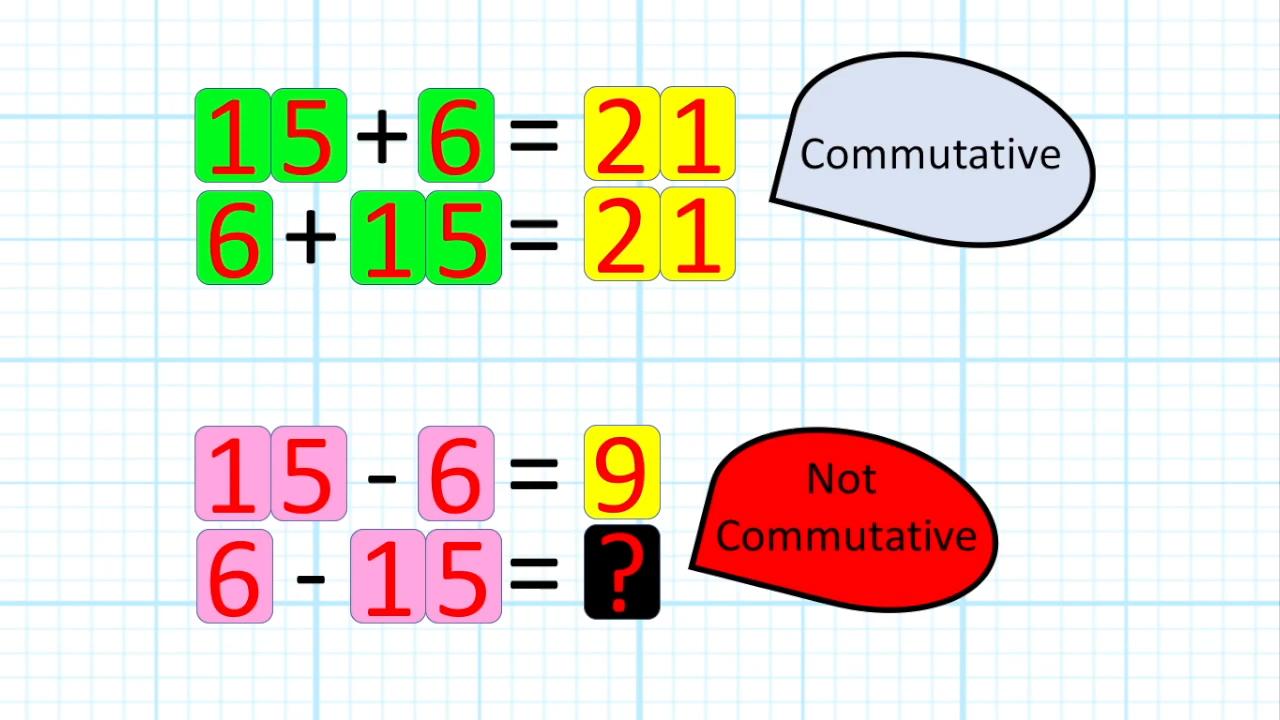 15 + 6 = 21
6 + 15 = 21
Commutative
15 - 6 = 9
6 - 15 = ?
Not
Commutative